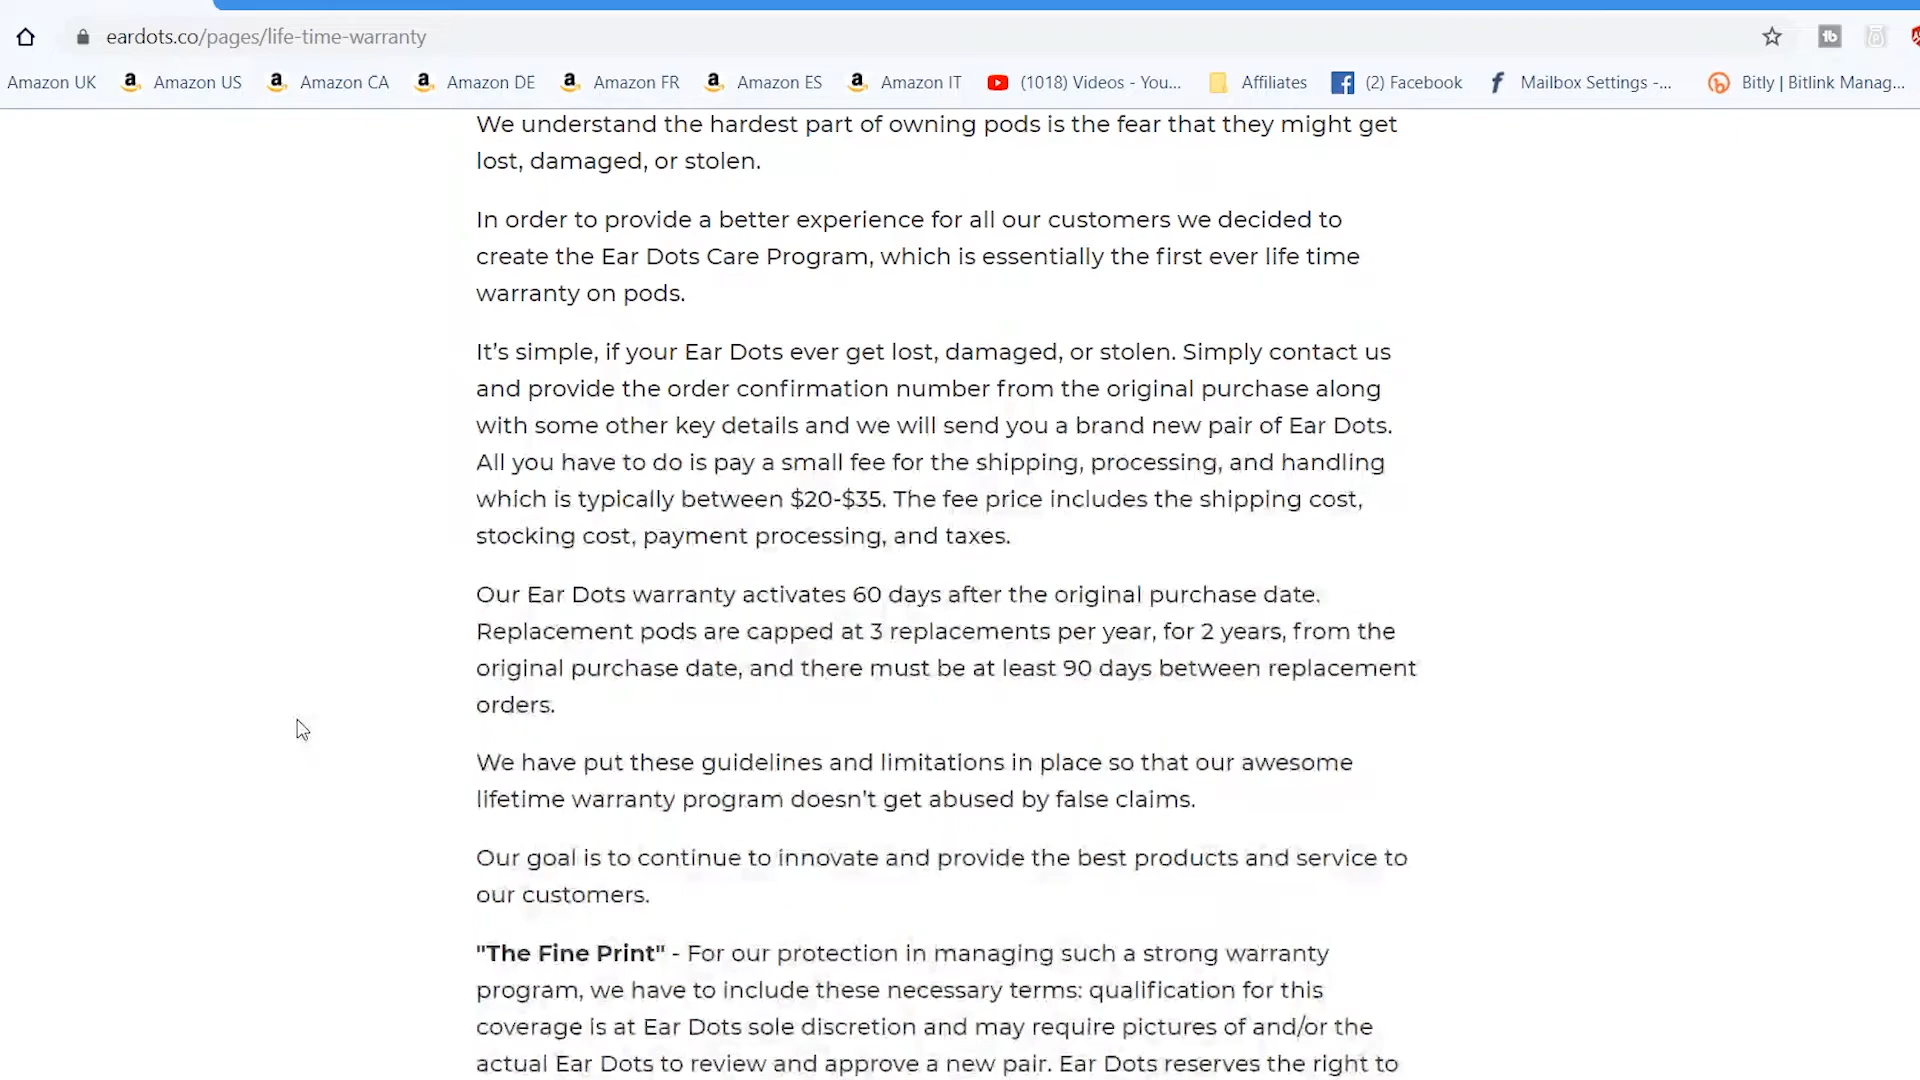 eardots.co/pages/life-time-warranty
Amazon UK Amazon US Amazon CA Amazon DE Amazon FR Amazon ES Amazon IT (1018) Videos - You... Affiliates (2) Facebook Mailbox Settings -... Bitly | Bitlink Manag...
We understand the hardest part of owning pods is the fear that they might get
lost, damaged, or stolen.
In order to provide a better experience for all our customers we decided to
create the Ear Dots Care Program, which is essentially the first ever life time
warranty on pods.
It’s simple, if your Ear Dots ever get lost, damaged, or stolen. Simply contact us
and provide the order confirmation number from the original purchase along
with some other key details and we will send you a brand new pair of Ear Dots.
All you have to do is pay a small fee for the shipping, processing, and handling
which is typically between $20-$35. The fee price includes the shipping cost,
stocking cost, payment processing, and taxes.
Our Ear Dots warranty activates 60 days after the original purchase date.
Replacement pods are capped at 3 replacements per year, for 2 years, from the
original purchase date, and there must be at least 90 days between replacement
orders.
We have put these guidelines and limitations in place so that our awesome
lifetime warranty program doesn't get abused by false claims.
Our goal is to continue to innovate and provide the best products and service to
our customers.
"The Fine Print" - For our protection in managing such a strong warranty
program, we have to include these necessary terms: qualification for this
coverage is at Ear Dots sole discretion and may require pictures of and/or the
actual Ear Dots to review and approve a new pair. Ear Dots reserves the right to